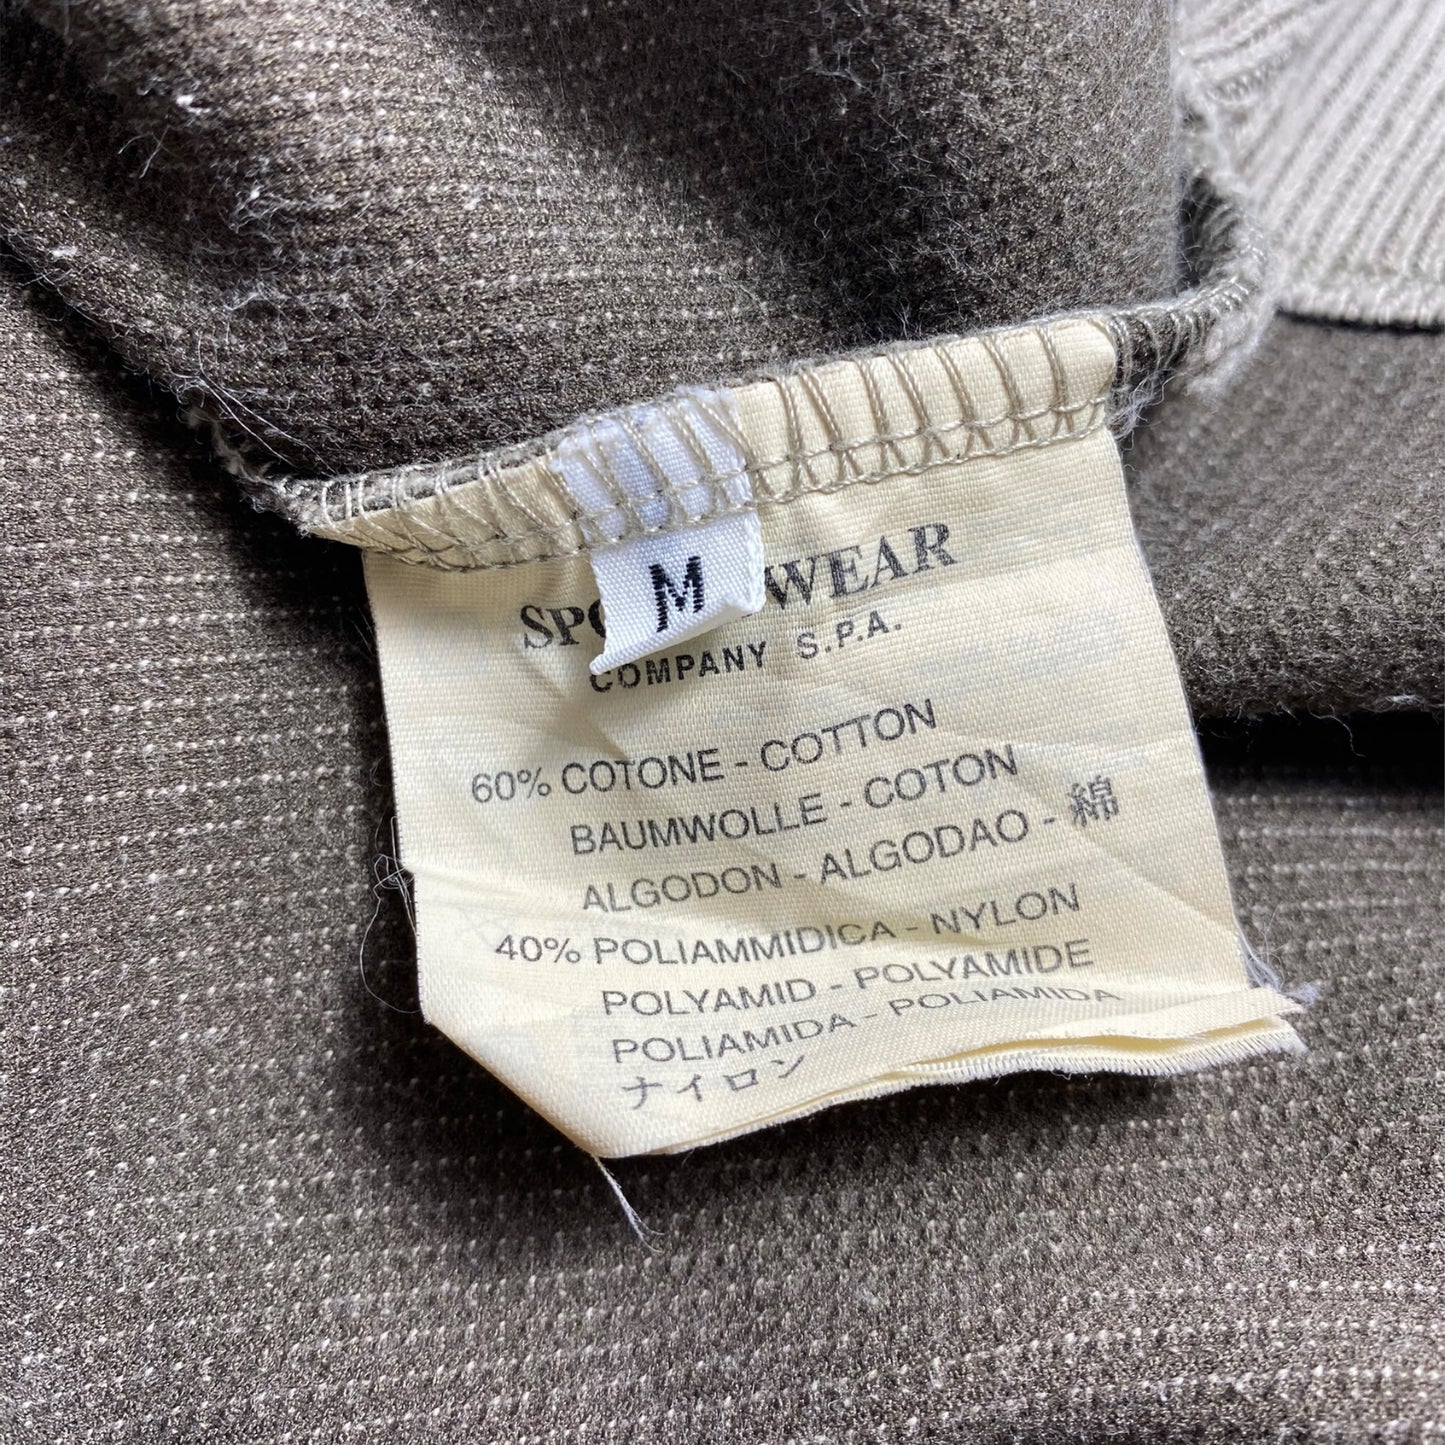 M
WEAR
COMPANY S.P.A.
60% COTONE - COTTON
BAUMWOLLE - COTON
ALGODON - ALGODAO - 綿
40% POLIAMMIDICA - NYLON
POLYAMID - POLYAMIDE
POLIAMIDA - POLIAMIDA
ナイロン